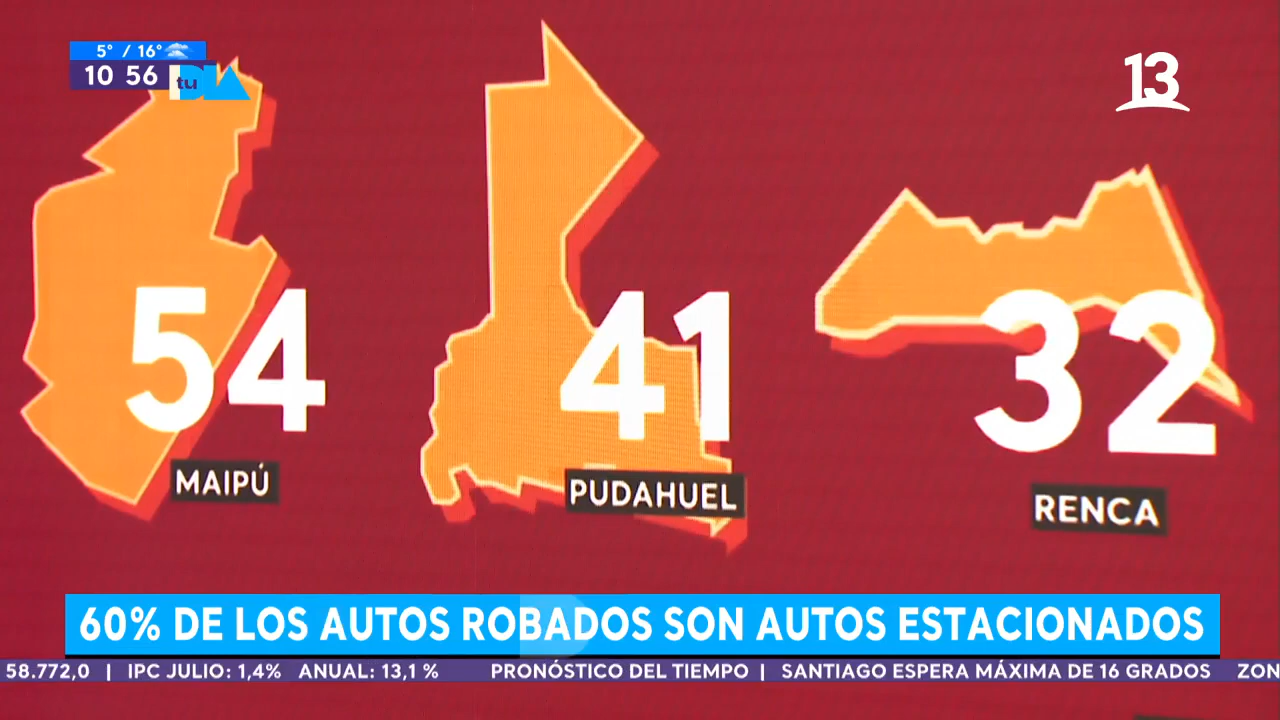 5° / 16°
10 56
tu DÍA
13
54
41
32
MAIPÚ
PUDAHUEL
RENCA
60% DE LOS AUTOS ROBADOS SON AUTOS ESTACIONADOS
58.772,0 | IPC JULIO: 1,4% ANUAL: 13,1 % PRONÓSTICO DEL TIEMPO | SANTIAGO ESPERA MÁXIMA DE 16 GRADOS ZON